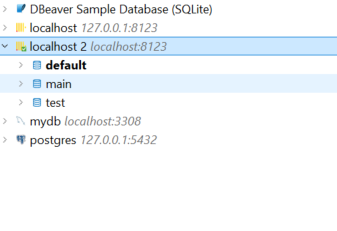 DBeaver Sample Database (SQLite)
localhost 127.0.0.1:8123
localhost 2 localhost:8123
default
main
test
mydb localhost:3308
postgres 127.0.0.1:5432